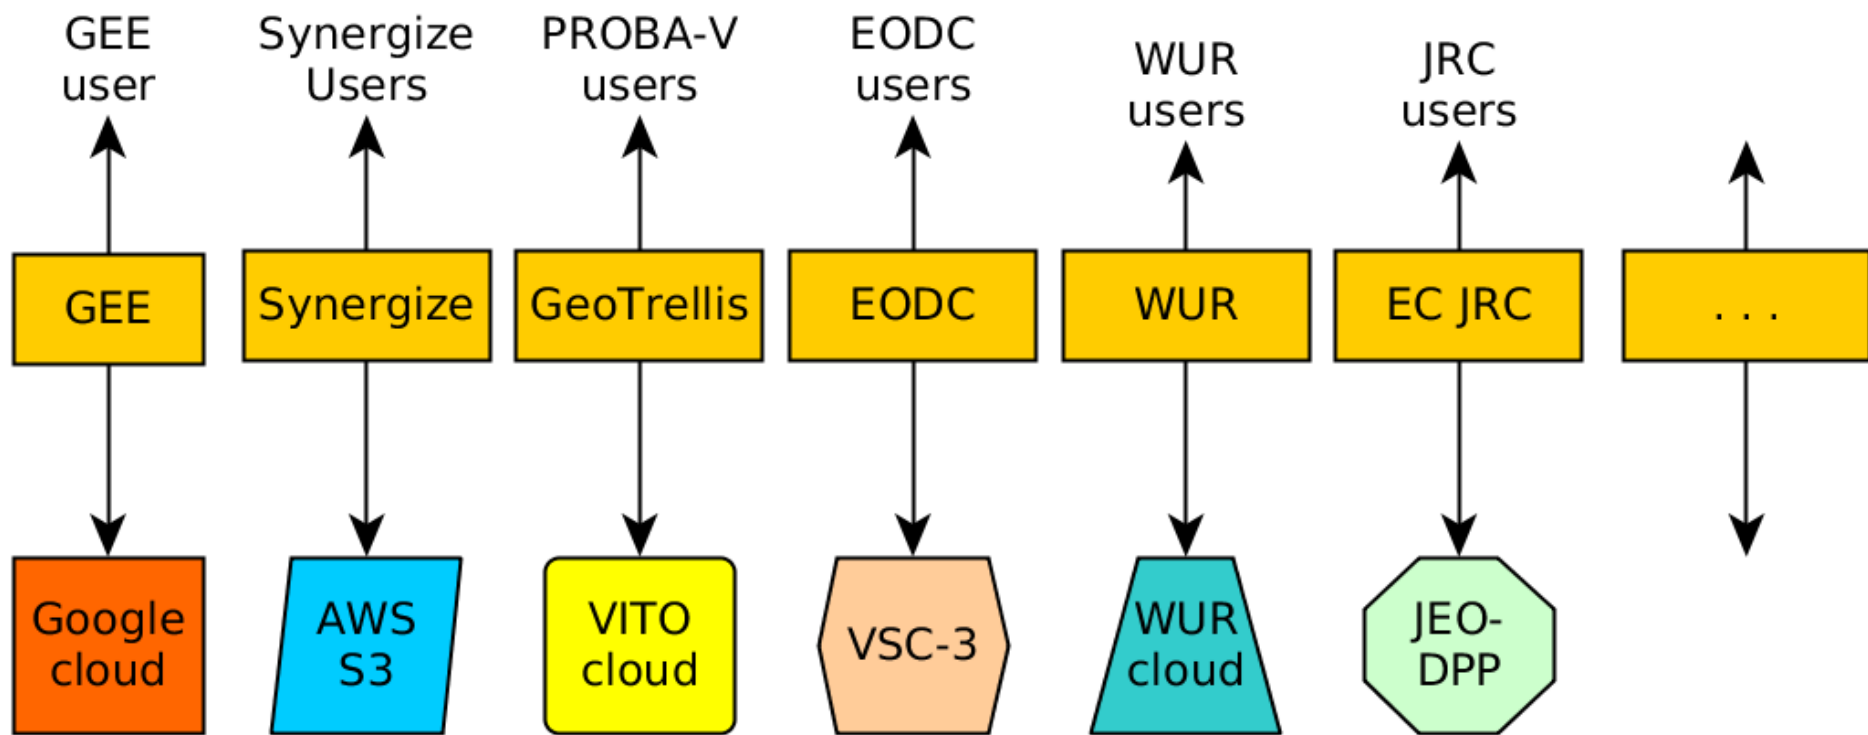 GEE
user
Synergize
Users
PROBA-V
users
EODC
users
WUR
users
JRC
users
GEE
Synergize
GeoTrellis
EODC
WUR
EC JRC
. . .
Google
cloud
AWS
S3
VITO
cloud
VSC-3
WUR
cloud
JEO-
DPP